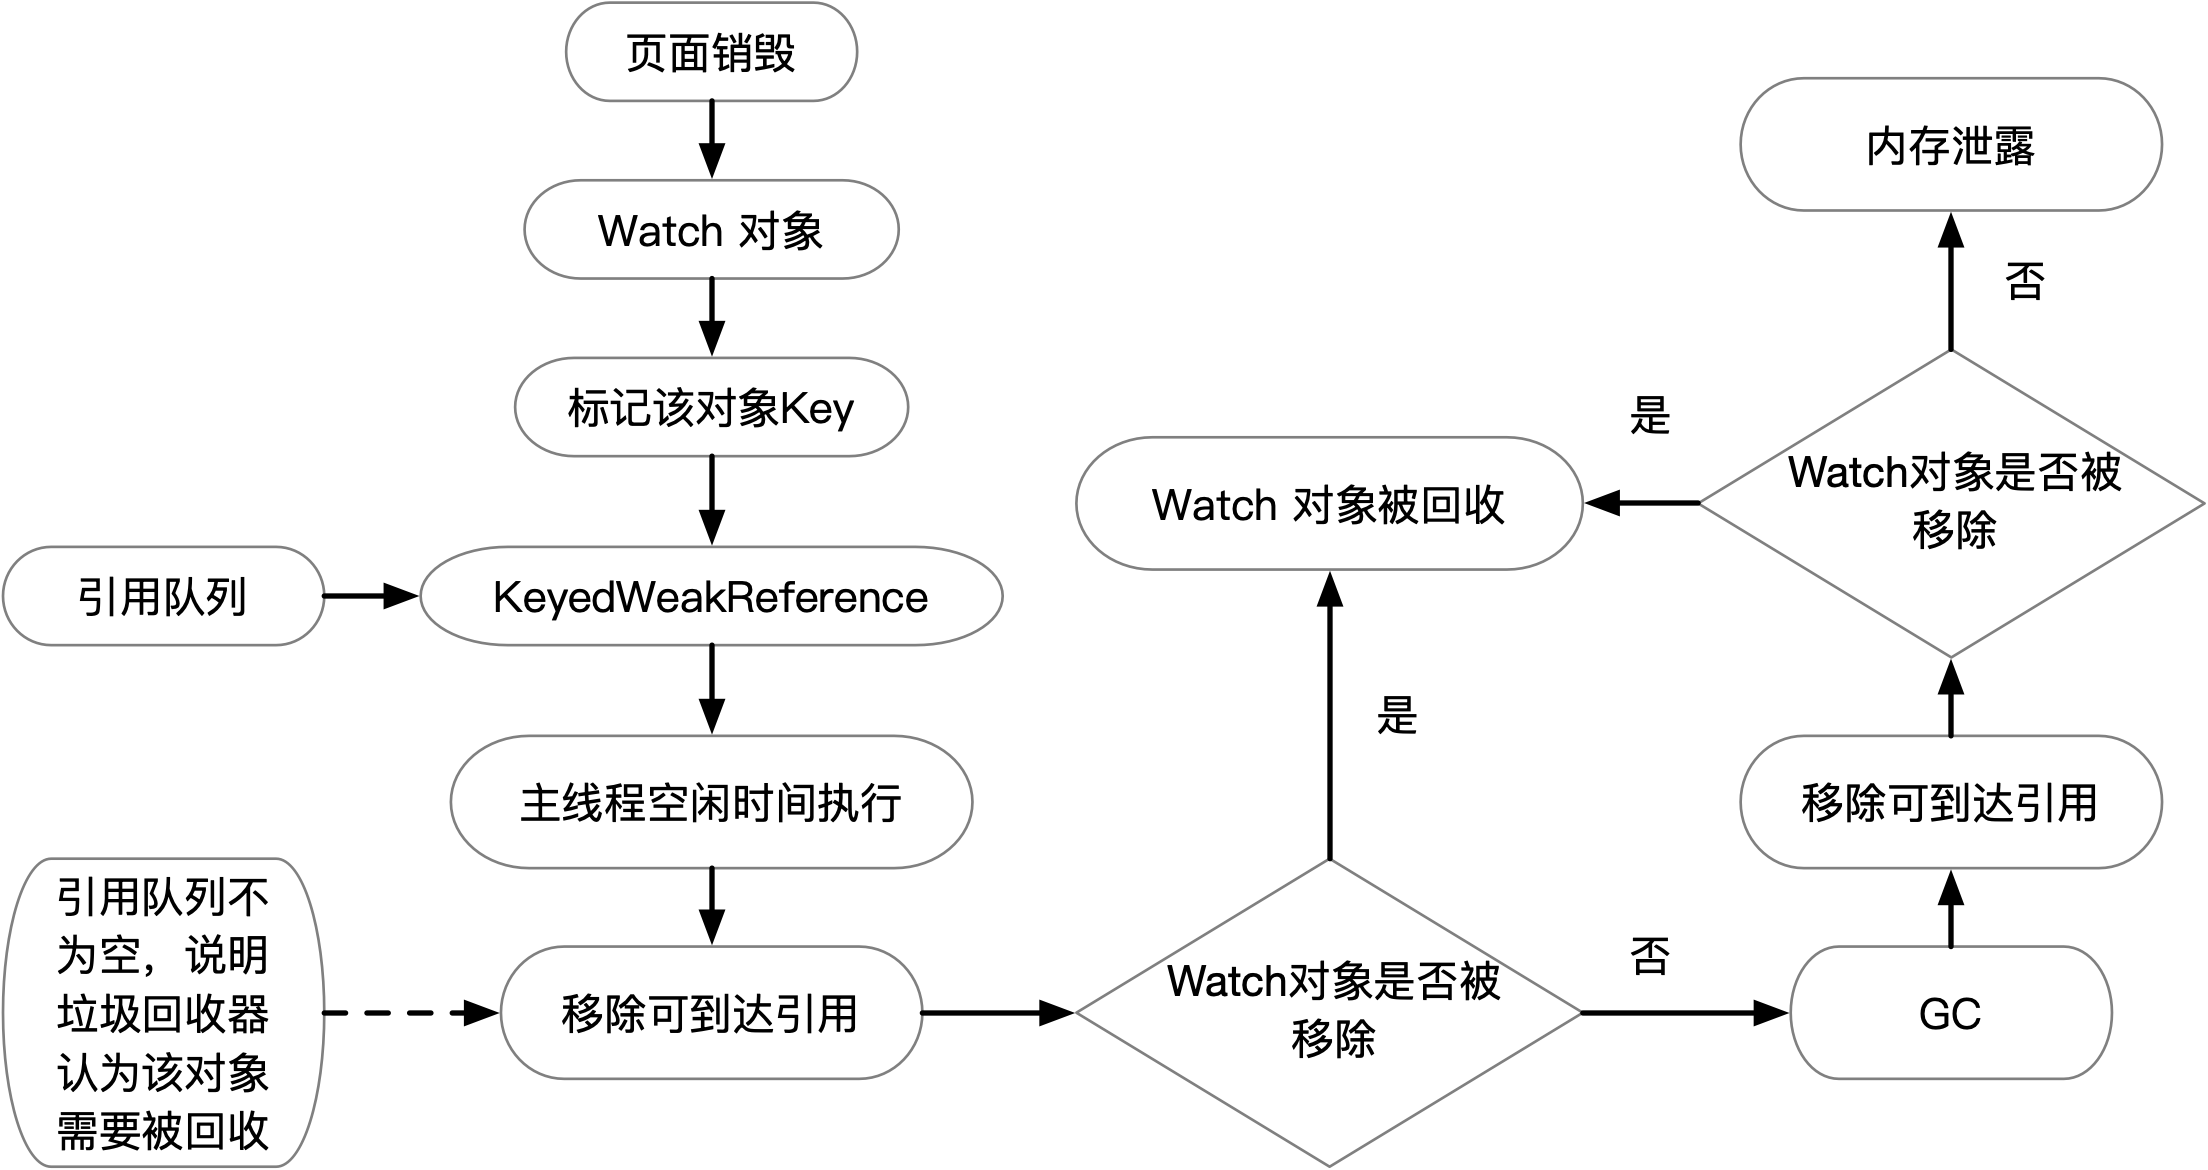 页面销毁
Watch 对象
标记该对象Key
引用队列
KeyedWeakReference
主线程空闲时间执行
引用队列不
为空，说明
垃圾回收器
认为该对象
需要被回收
移除可到达引用
Watch对象是否被
移除
是
Watch 对象被回收
否
GC
移除可到达引用
Watch对象是否被
移除
是
否
内存泄露